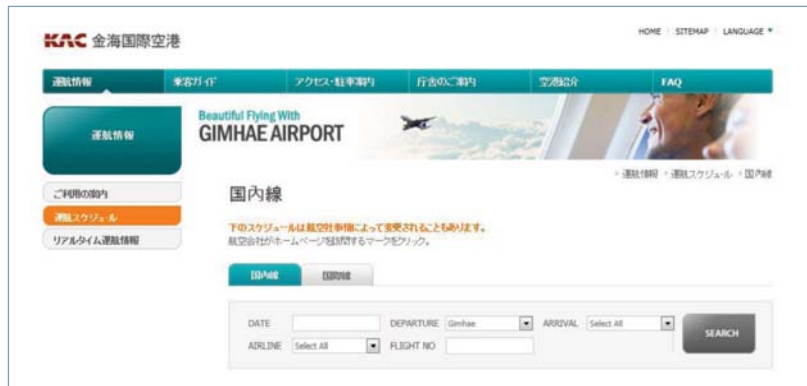 KAC 金海国際空港
HOME | SITEMAP | LANGUAGE
運航情報 乗客ガイド アクセス・駐車案内 庁舎のご案内 空港紹介 FAQ
運航情報
Beautiful Flying With
GIMHAE AIRPORT
運航情報 運航スケジュール 国内線
ご利用の案内
運航スケジュール
リアルタイム運航情報
国内線
下のスケジュールは航空社事情によって変更されることもあります。
航空会社がホームページを訪問するマークをクリック。
国内線 国際線
DATE DEPARTURE Gimhae ARRIVAL Select All
AIRLINE Select All FLIGHT NO
SEARCH